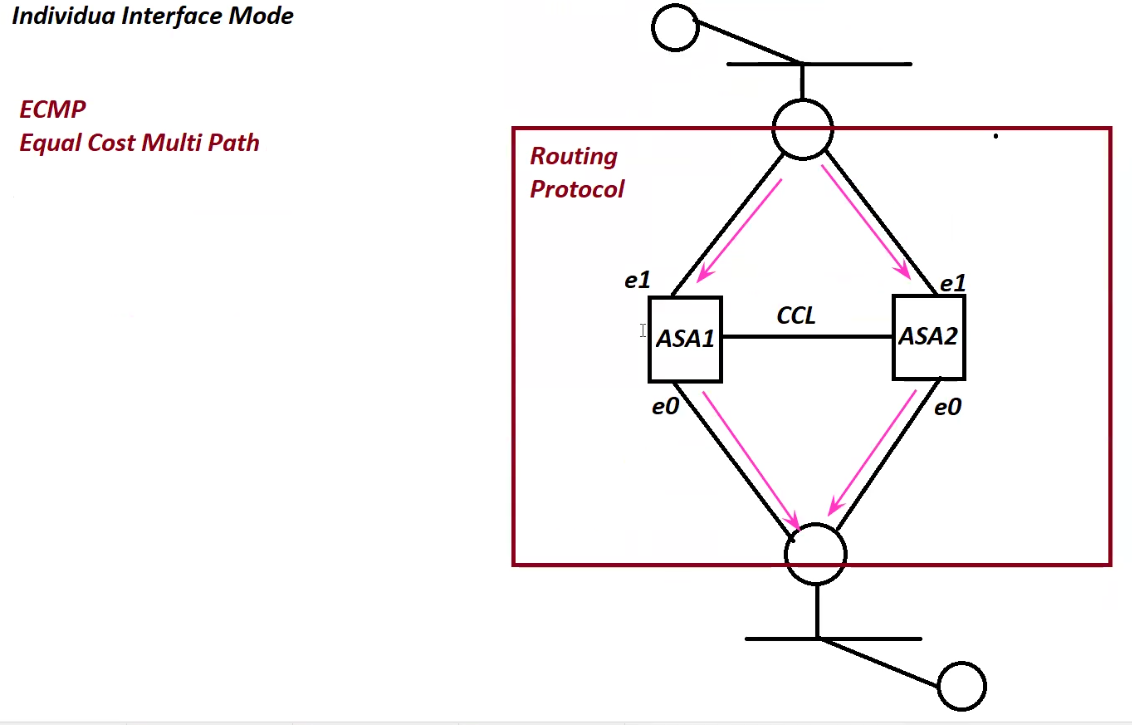 Individua Interface Mode
ECMP
Equal Cost Multi Path
Routing
Protocol
e1
e1
CCL
ASA1
ASA2
e0
e0